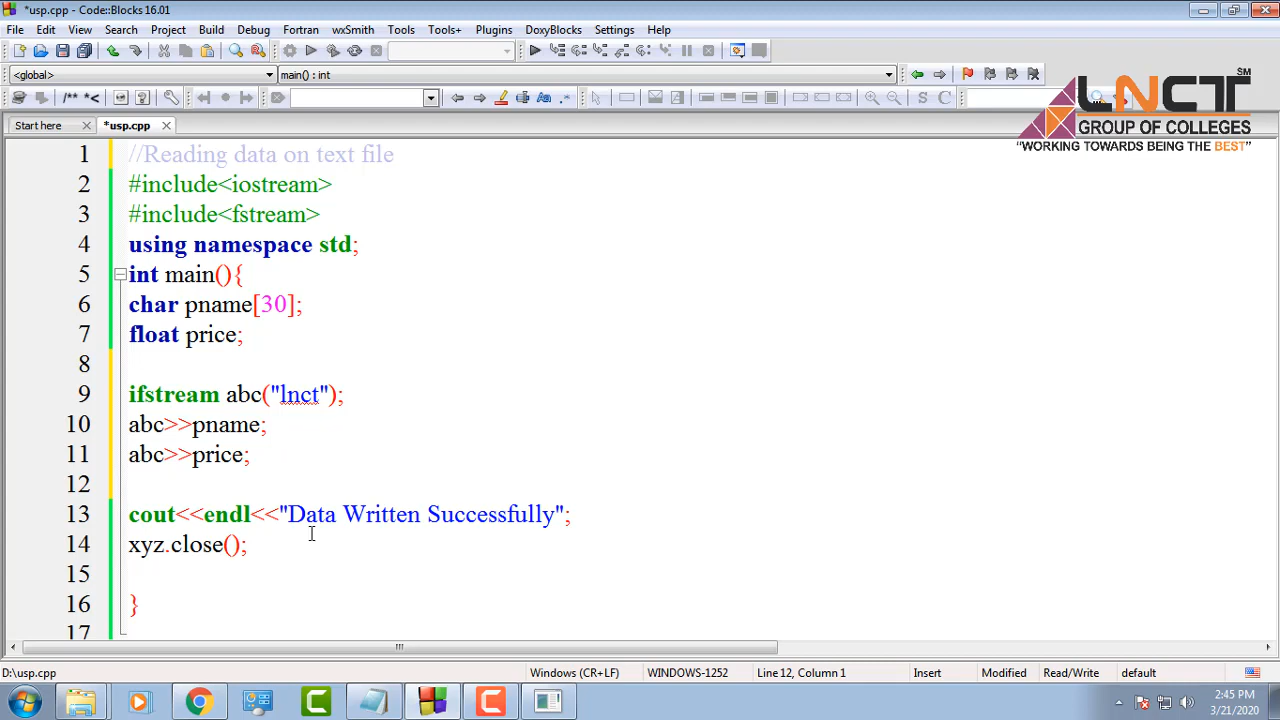 *usp.cpp - Code::Blocks 16.01
File Edit View Search Project Build Debug Fortran wxSmith Tools Tools+ Plugins DoxyBlocks Settings Help
<global> main() : int
/** *<
S C
LNCT SM
GROUP OF COLLEGES
"WORKING TOWARDS BEING THE BEST"
Start here *usp.cpp
1 //Reading data on text file
2 #include<iostream>
3 #include<fstream>
4 using namespace std;
5 int main(){
6 char pname[30];
7 float price;
8
9 ifstream abc("lnct");
10 abc>>pname;
11 abc>>price;
12
13 cout<<endl<<"Data Written Successfully";
14 xyz.close();
15
16 }
17
D:\usp.cpp Windows (CR+LF) WINDOWS-1252 Line 12, Column 1 Insert Modified Read/Write default
2:45 PM
3/21/2020